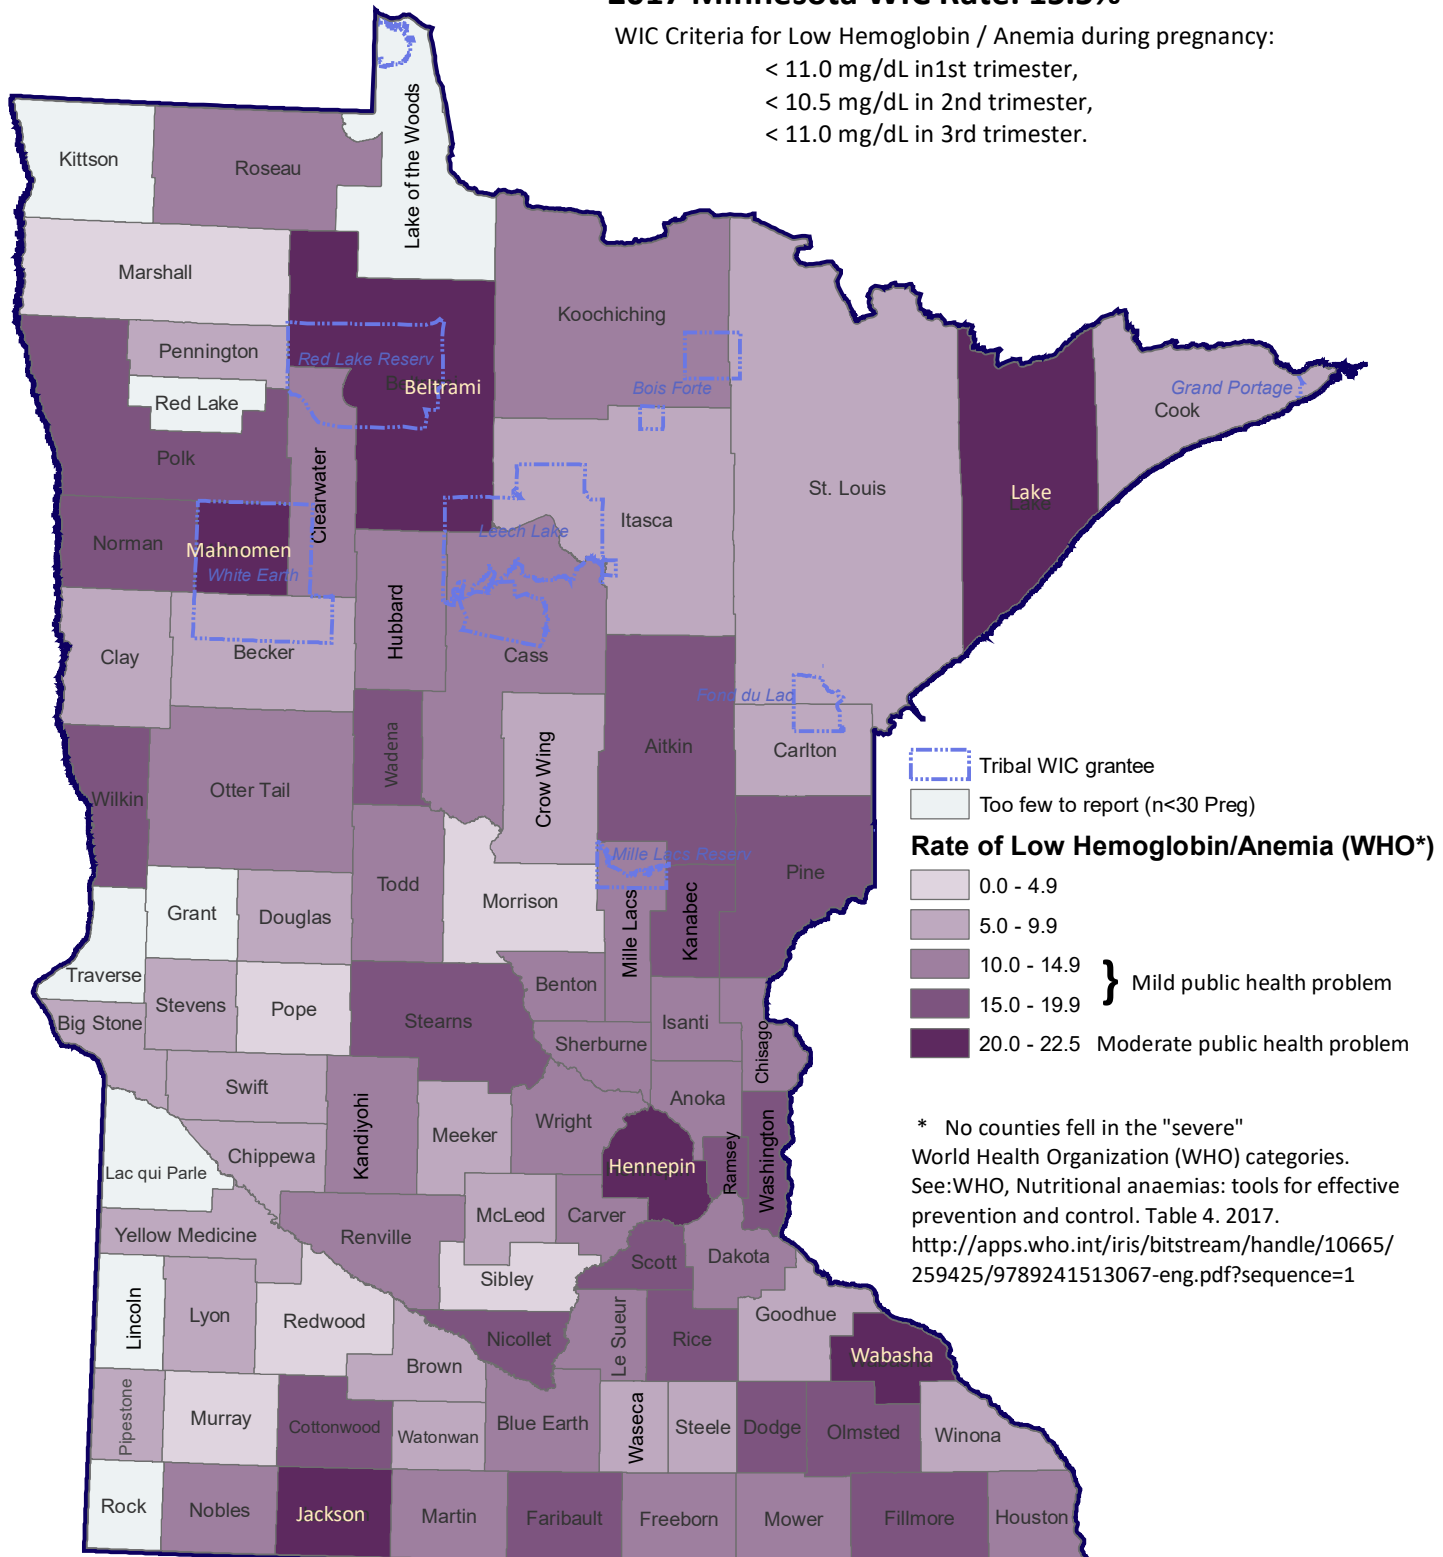 2017 Minnesota WIC Rate: 15.5%
WIC Criteria for Low Hemoglobin / Anemia during pregnancy:
< 11.0 mg/dL in1st trimester,
< 10.5 mg/dL in 2nd trimester,
< 11.0 mg/dL in 3rd trimester.
Kittson
Roseau
Lake of the Woods
Marshall
Koochiching
Pennington
Red Lake Reserv
Beltrami
Bois Forte
Grand Portage
Cook
Red Lake
Polk
Clearwater
St. Louis
Lake
Lake
Itasca
Leech Lake
Norman
Mahnomen
White Earth
Hubbard
Clay
Becker
Cass
Fond du Lac
Wadena
Crow Wing
Aitkin
Carlton
Wilkin
Otter Tail
Tribal WIC grantee
Too few to report (n<30 Preg)
Rate of Low Hemoglobin/Anemia (WHO*)
0.0 - 4.9
5.0 - 9.9
10.0 - 14.9
} Mild public health problem
15.0 - 19.9
20.0 - 22.5 Moderate public health problem
Mille Lacs Reserv
Pine
Todd
Morrison
Grant
Douglas
Mille Lacs
Kanabec
Traverse
Stevens
Pope
Benton
Big Stone
Stearns
Isanti
Sherburne
Chisago
Swift
Kandiyohi
Meeker
Wright
Anoka
Chippewa
Hennepin
Ramsey
Washington
Lac qui Parle
* No counties fell in the "severe"
World Health Organization (WHO) categories.
See:WHO, Nutritional anaemias: tools for effective
prevention and control. Table 4. 2017.
http://apps.who.int/iris/bitstream/handle/10665/
259425/9789241513067-eng.pdf?sequence=1
Yellow Medicine
Renville
McLeod
Carver
Scott
Dakota
Sibley
Lincoln
Lyon
Redwood
Nicollet
Le Sueur
Rice
Goodhue
Wabasha
Brown
Pipestone
Murray
Cottonwood
Watonwan
Blue Earth
Waseca
Steele
Dodge
Olmsted
Winona
Rock
Nobles
Jackson
Martin
Faribault
Freeborn
Mower
Fillmore
Houston